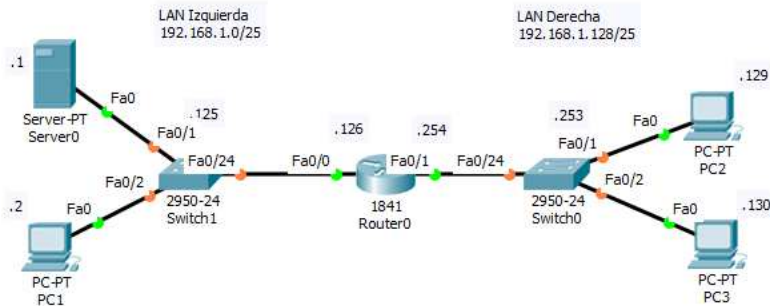 LAN Izquierda
192.168.1.0/25
LAN Derecha
192.168.1.128/25
.1
Fa0
Server-PT
Server0
Fa0/1
.125
Fa0/24
Fa0/2
.2
Fa0
PC-PT
PC1
2950-24
Switch1
Fa0/0
.126
.254
Fa0/1
1841
Router0
Fa0/24
.253
Fa0/1
Fa0/2
2950-24
Switch0
.129
Fa0
PC-PT
PC2
.130
Fa0
PC-PT
PC3